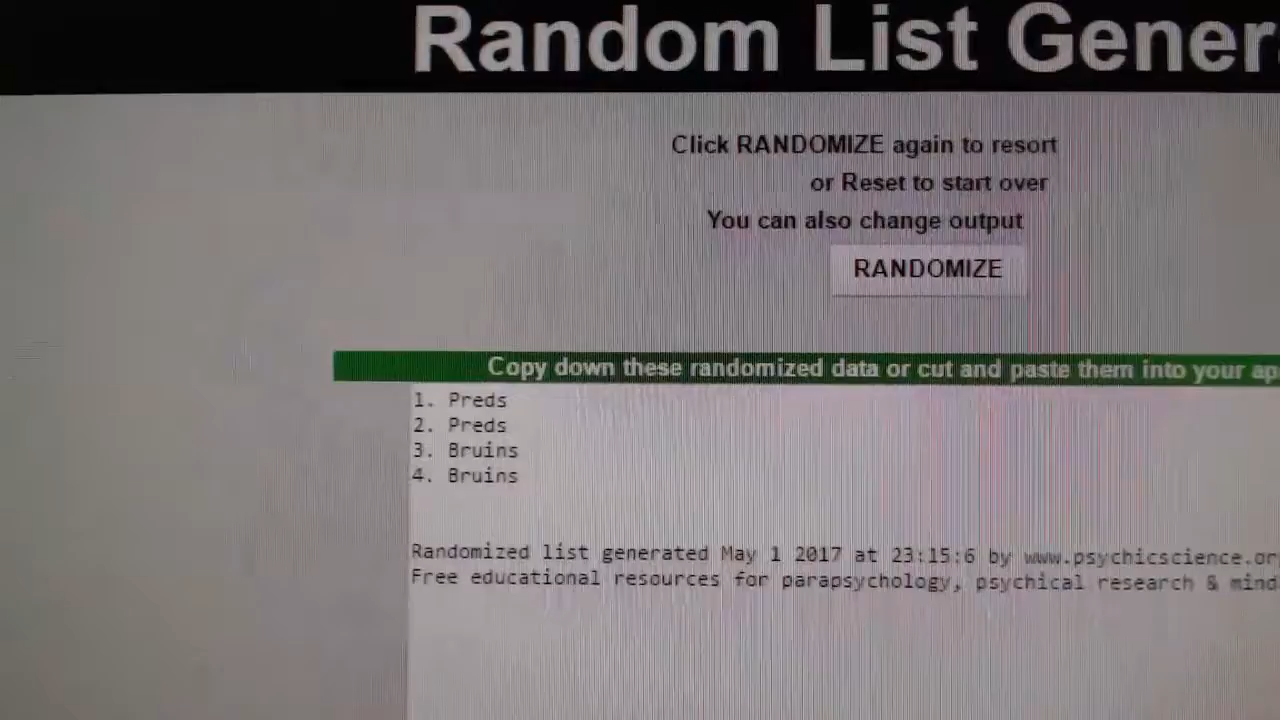 Random List Gener
Click RANDOMIZE again to resort
or Reset to start over
You can also change output
RANDOMIZE
Copy down these randomized data or cut and paste them into your ap
1. Preds
2. Preds
3. Bruins
4. Bruins
Randomized list generated May 1 2017 at 23:15:6 by www.psychicscience.or
Free educational resources for parapsychology, psychical research & mind